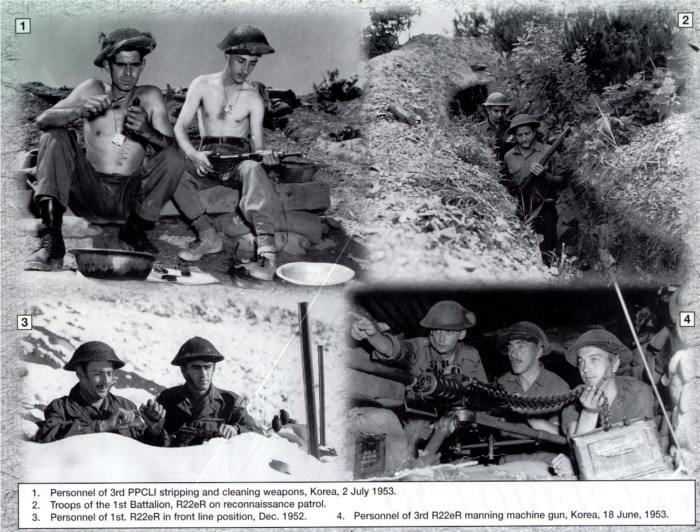 1
2
3
4
1. Personnel of 3rd PPCLI stripping and cleaning weapons, Korea, 2 July 1953.
2. Troops of the 1st Battalion, R22eR on reconnaissance patrol.
3. Personnel of 1st. R22eR in front line position, Dec. 1952.
4. Personnel of 3rd R22eR manning machine gun, Korea, 18 June, 1953.